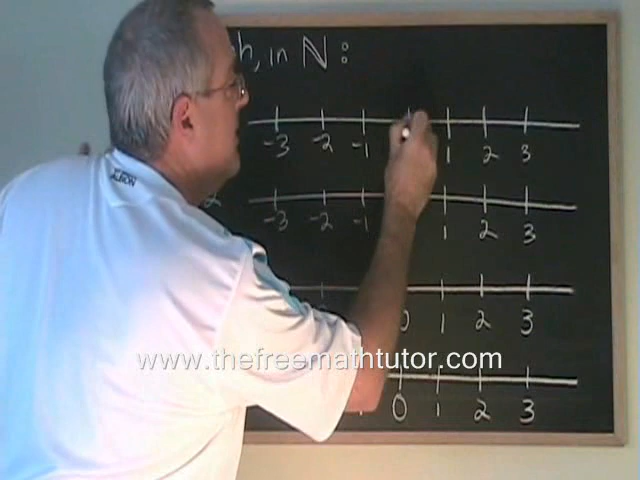 h, in ℕ:
-3 -2 -1 1 2 3
-3 -2 -1 1 2 3
0 1 2 3
www.thefreemathtutor.com
0 1 2 3
ALBION